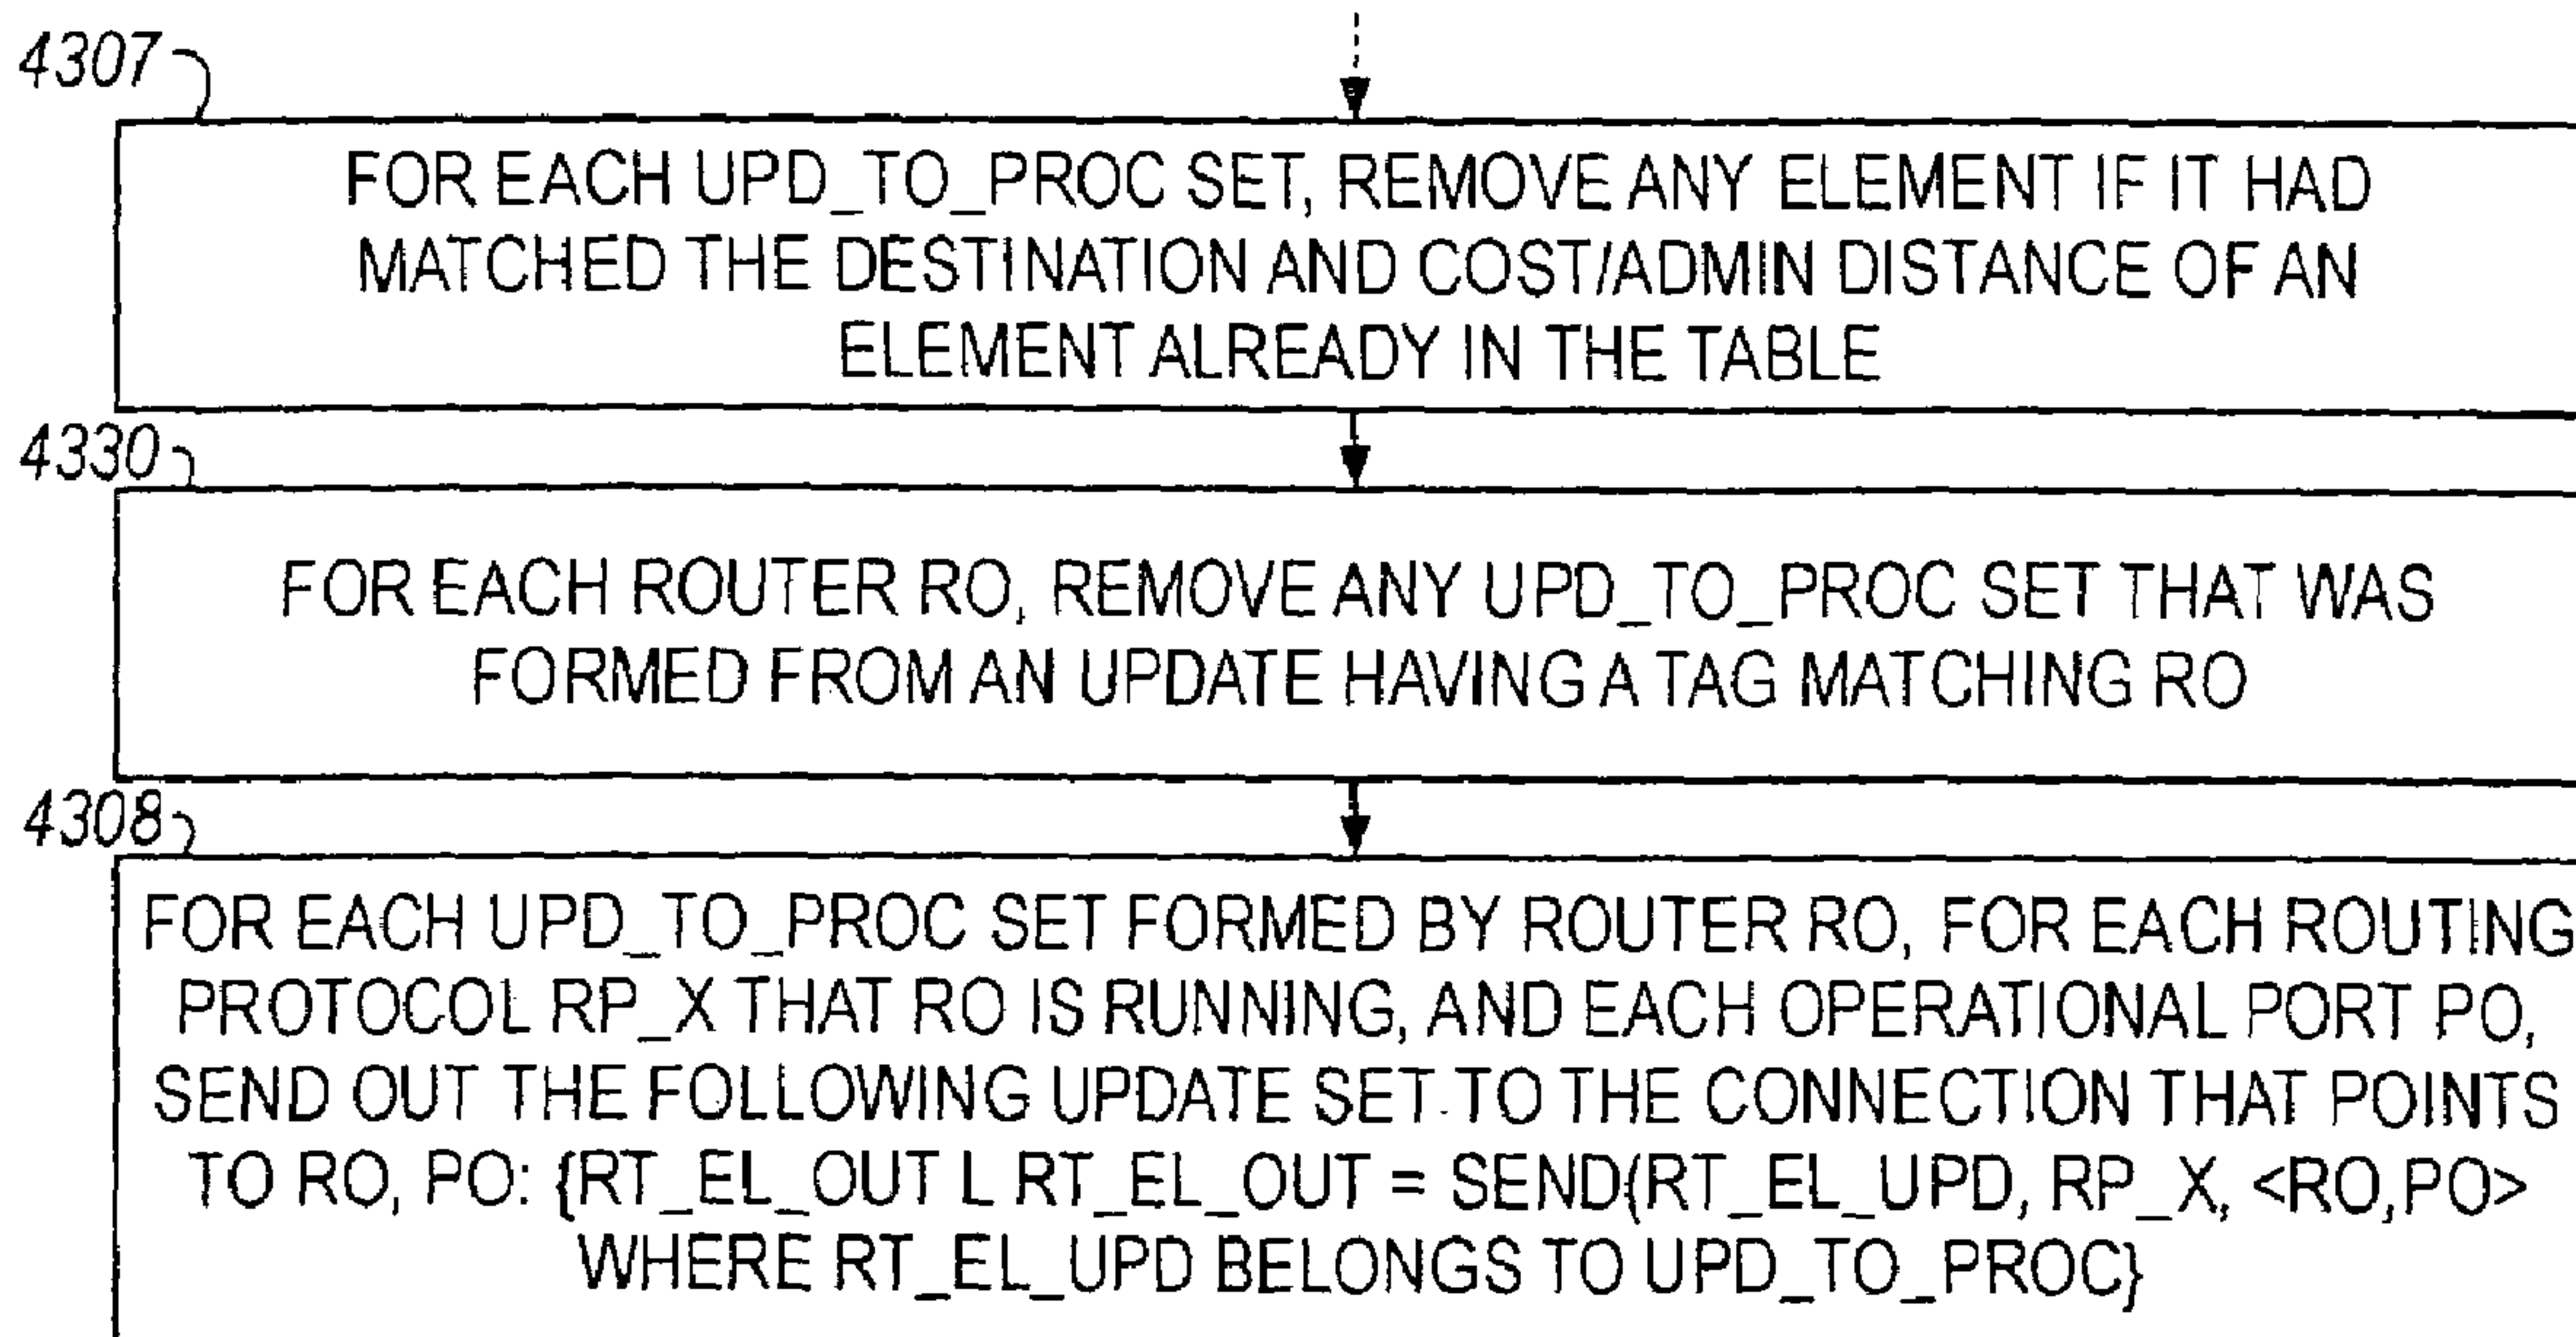 4307
FOR EACH UPD_TO_PROC SET, REMOVE ANY ELEMENT IF IT HAD
MATCHED THE DESTINATION AND COST/ADMIN DISTANCE OF AN
ELEMENT ALREADY IN THE TABLE
4330
FOR EACH ROUTER RO, REMOVE ANY UPD_TO_PROC SET THAT WAS
FORMED FROM AN UPDATE HAVING A TAG MATCHING RO
4308
FOR EACH UPD_TO_PROC SET FORMED BY ROUTER RO, FOR EACH ROUTING
PROTOCOL RP_X THAT RO IS RUNNING, AND EACH OPERATIONAL PORT PO,
SEND OUT THE FOLLOWING UPDATE SET TO THE CONNECTION THAT POINTS
TO RO, PO: {RT_EL_OUT L RT_EL_OUT = SEND(RT_EL_UPD, RP_X, <RO,PO>
WHERE RT_EL_UPD BELONGS TO UPD_TO_PROC}